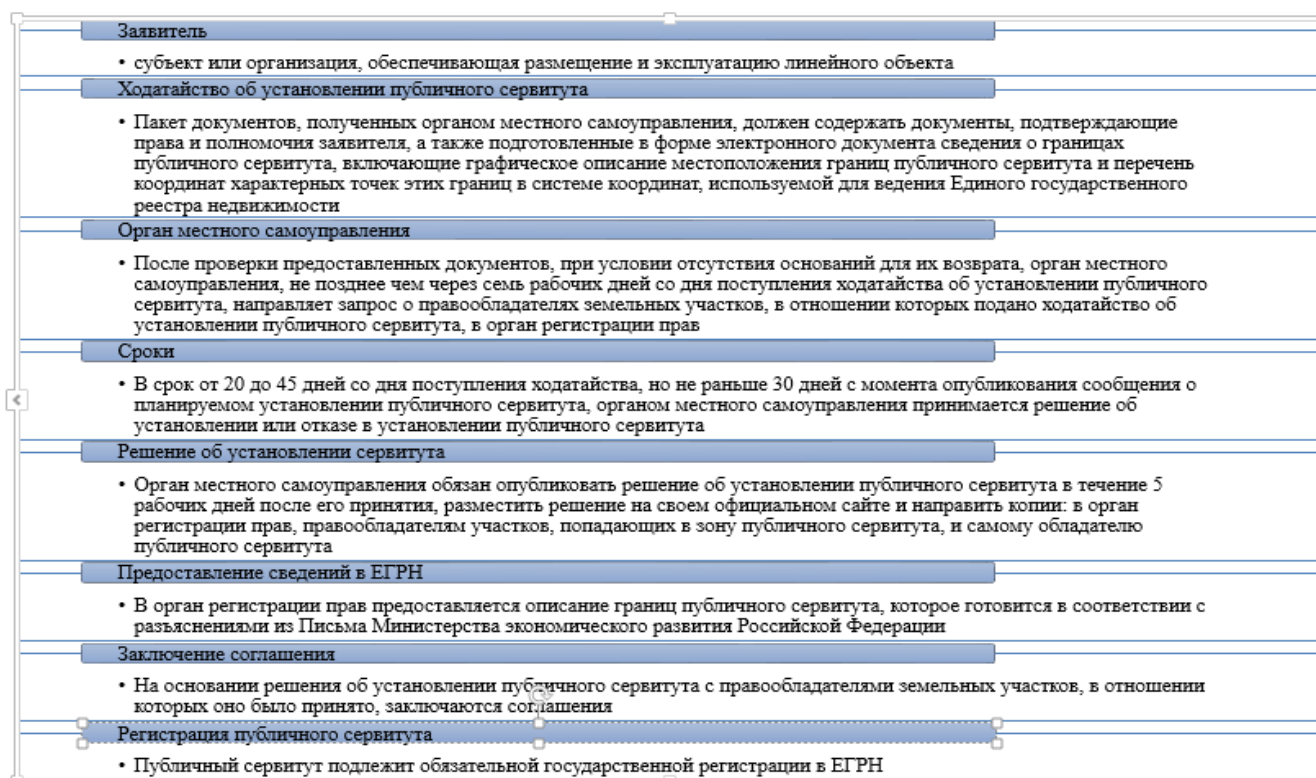 Заявитель
• субъект или организация, обеспечивающая размещение и эксплуатацию линейного объекта
Ходатайство об установлении публичного сервитута
• Пакет документов, полученных органом местного самоуправления, должен содержать документы, подтверждающие
права и полномочия заявителя, а также подготовленные в форме электронного документа сведения о границах
публичного сервитута, включающие графическое описание местоположения границ публичного сервитута и перечень
координат характерных точек этих границ в системе координат, используемой для ведения Единого государственного
реестра недвижимости
Орган местного самоуправления
• После проверки предоставленных документов, при условии отсутствия оснований для их возврата, орган местного
самоуправления, не позднее чем через семь рабочих дней со дня поступления ходатайства об установлении публичного
сервитута, направляет запрос о правообладателях земельных участков, в отношении которых подано ходатайство об
установлении публичного сервитута, в орган регистрации прав
Сроки
• В срок от 20 до 45 дней со дня поступления ходатайства, но не раньше 30 дней с момента опубликования сообщения о
планируемом установлении публичного сервитута, органом местного самоуправления принимается решение об
установлении или отказе в установлении публичного сервитута
Решение об установлении сервитута
• Орган местного самоуправления обязан опубликовать решение об установлении публичного сервитута в течение 5
рабочих дней после его принятия, разместить решение на своем официальном сайте и направить копии: в орган
регистрации прав, правообладателям участков, попадающих в зону публичного сервитута, и самому обладателю
публичного сервитута
Предоставление сведений в ЕГРН
• В орган регистрации прав предоставляется описание границ публичного сервитута, которое готовится в соответствии с
разъяснениями из Письма Министерства экономического развития Российской Федерации
Заключение соглашения
• На основании решения об установлении публичного сервитута с правообладателями земельных участков, в отношении
которых оно было принято, заключаются соглашения
Регистрация публичного сервитута
• Публичный сервитут подлежит обязательной государственной регистрации в ЕГРН